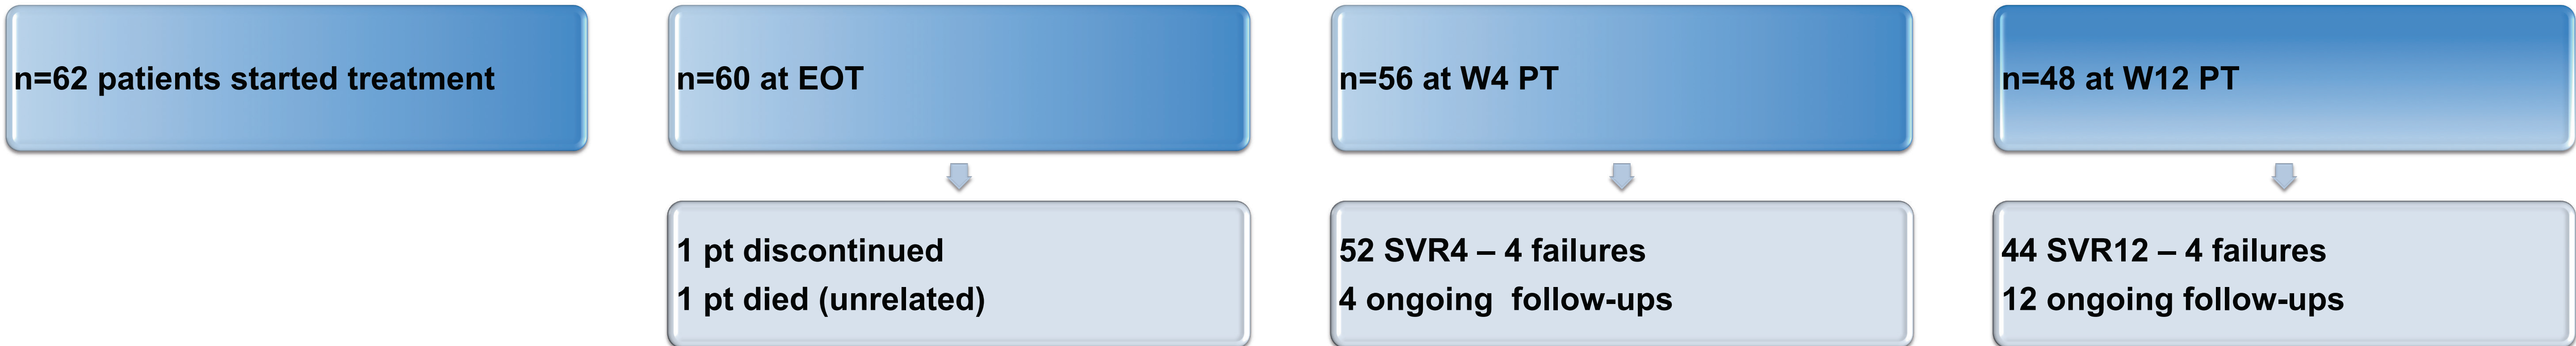 n=62 patients started treatment
n=60 at EOT
1 pt discontinued
1 pt died (unrelated)
n=56 at W4 PT
52 SVR4 – 4 failures
4 ongoing  follow-ups
n=48 at W12 PT
44 SVR12 – 4 failures
12 ongoing follow-ups